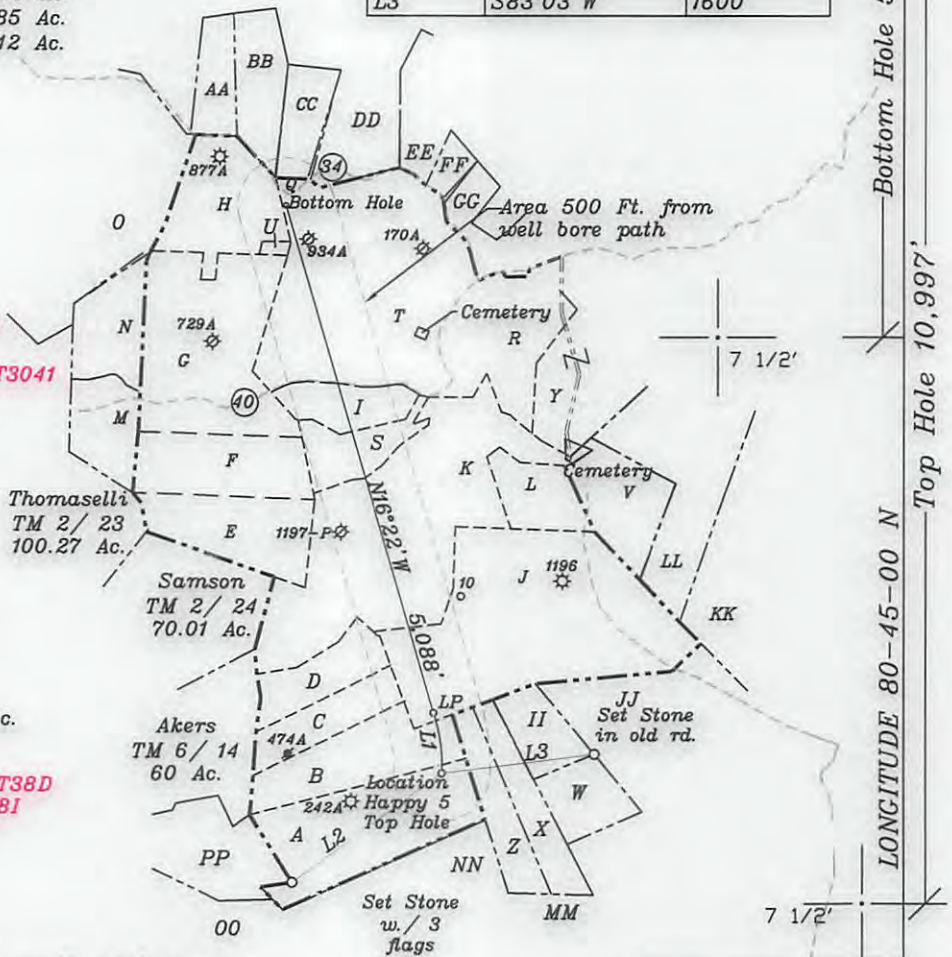 85 Ac.
12 Ac.
L3 S83°03'W 1600'
AA
BB
CC
DD
EE
FF
GG
34
877A
H
Q
Bottom Hole
Area 500 Ft. from
well bore path
O
U
934A
170A
T
Cemetery
R
N
729A
G
7 1/2'
T3041
40
I
Y
M
S
F
K
L
Cemetery
V
Thomaselli
TM 2/ 23
100.27 Ac.
E
1197-P
N16°22'W
5,088'
J
1196
10
LL
KK
Samson
TM 2/ 24
70.01 Ac.
D
LP
JJ
Set Stone
in old rd.
II
C
L1
L3
Akers
TM 6/ 14
60 Ac.
474A
B
W
c.
T38D
8I
Location
Happy 5
Top Hole
242A
A
L2
X
Z
PP
NN
MM
OO
Set Stone
w./ 3
flags
7 1/2'
Bottom Hole
Top Hole 10,997'
LONGITUDE 80-45-00 N